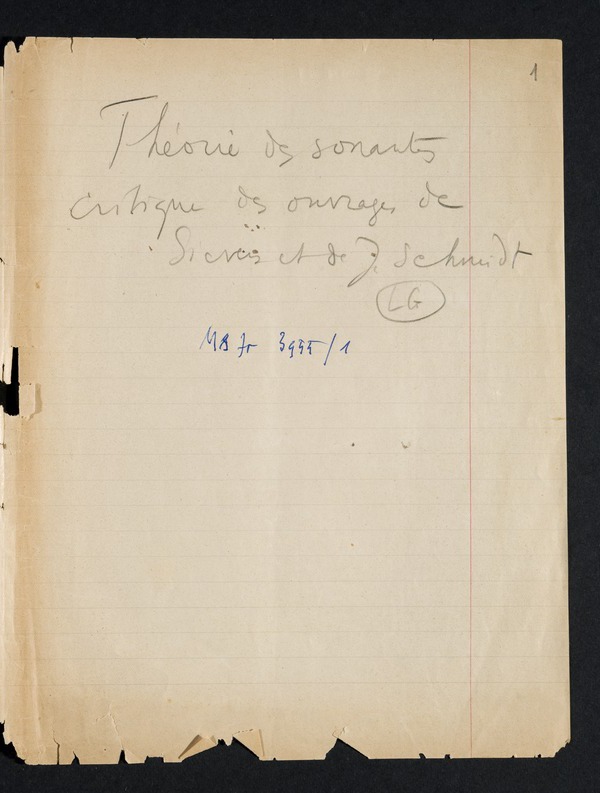 1
Théorie des sonantes
critique des ouvrages de
Sievers et de J. Schmidt
LG
MS fr 3955/1